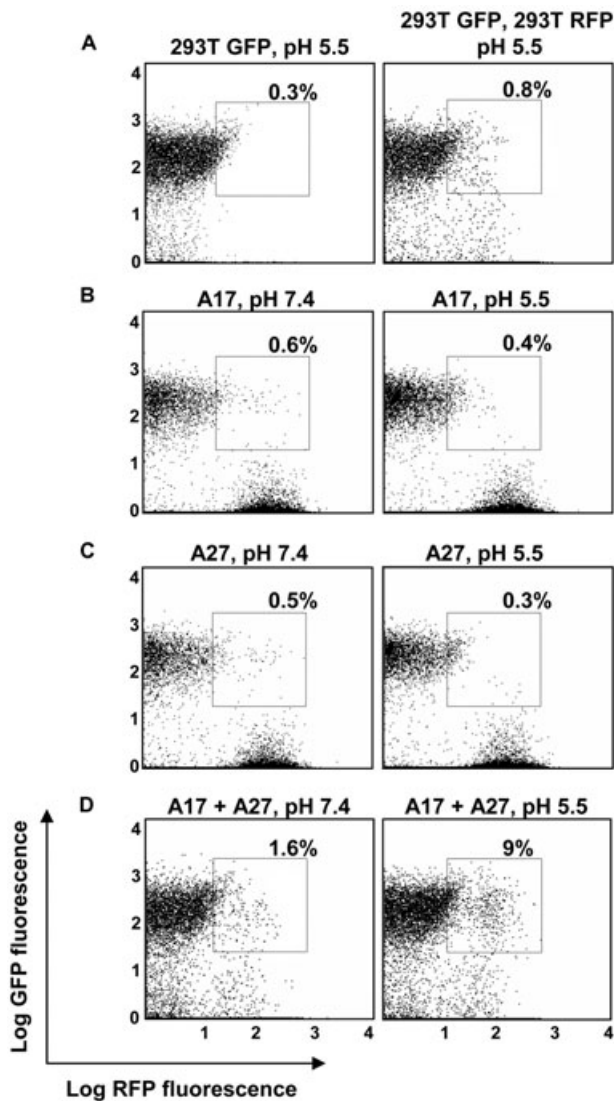 A
293T GFP, pH 5.5
293T GFP, 293T RFP
pH 5.5
4
3
2
1
0
0.3%
0.8%
B
A17, pH 7.4
A17, pH 5.5
4
3
2
1
0
0.6%
0.4%
C
A27, pH 7.4
A27, pH 5.5
4
3
2
1
0
0.5%
0.3%
D
A17 + A27, pH 7.4
A17 + A27, pH 5.5
4
3
2
1
0
1.6%
9%
1 2 3 4
1 2 3 4
Log GFP fluorescence
Log RFP fluorescence